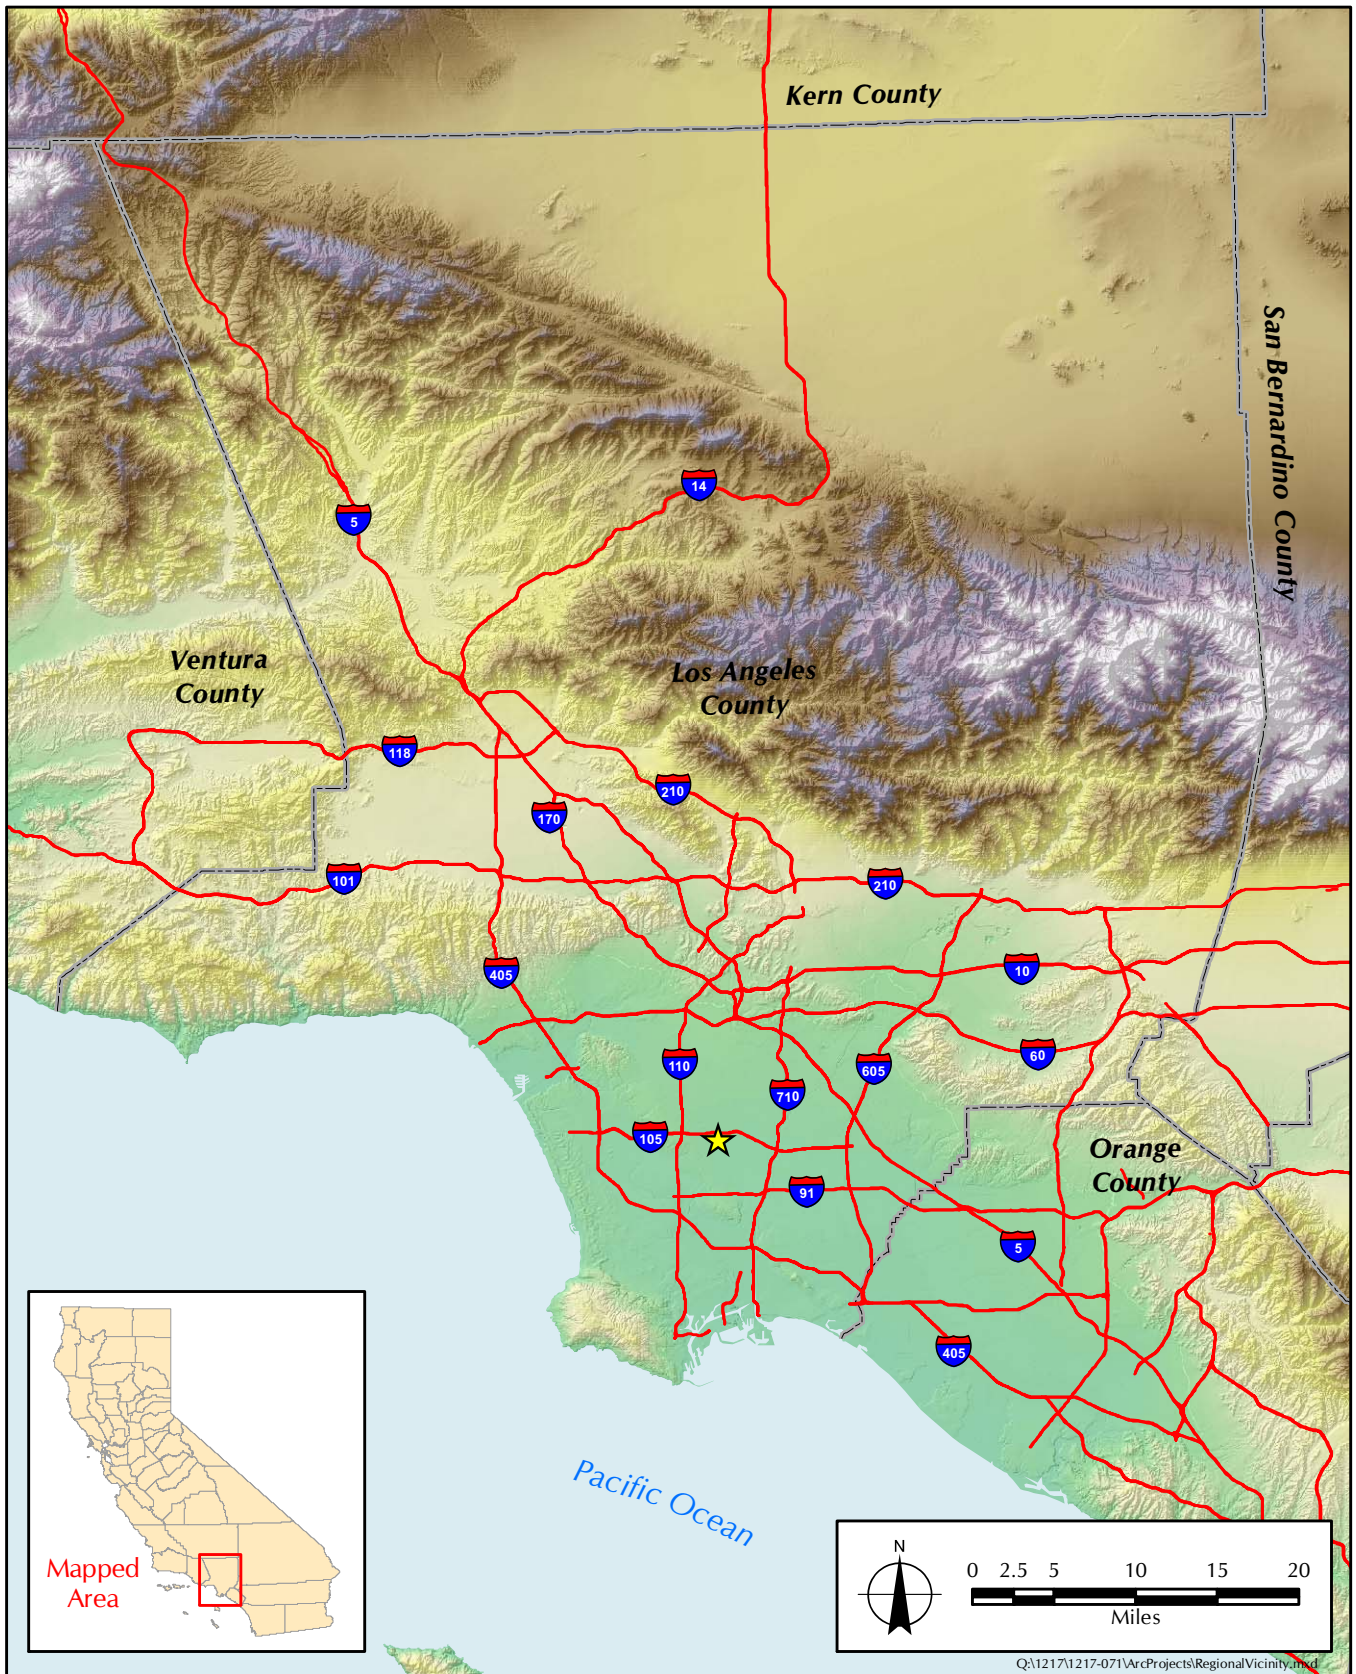 Kern County
San Bernardino County
14
5
Ventura
County
Los Angeles
County
118
210
170
101
210
405
10
110
60
605
710
105
Orange
County
91
5
405
Pacific Ocean
Mapped
Area
N
0 2.5 5 10 15 20
Miles
Q:\1217\1217-071\ArcProjects\RegionalVicinity.mxd